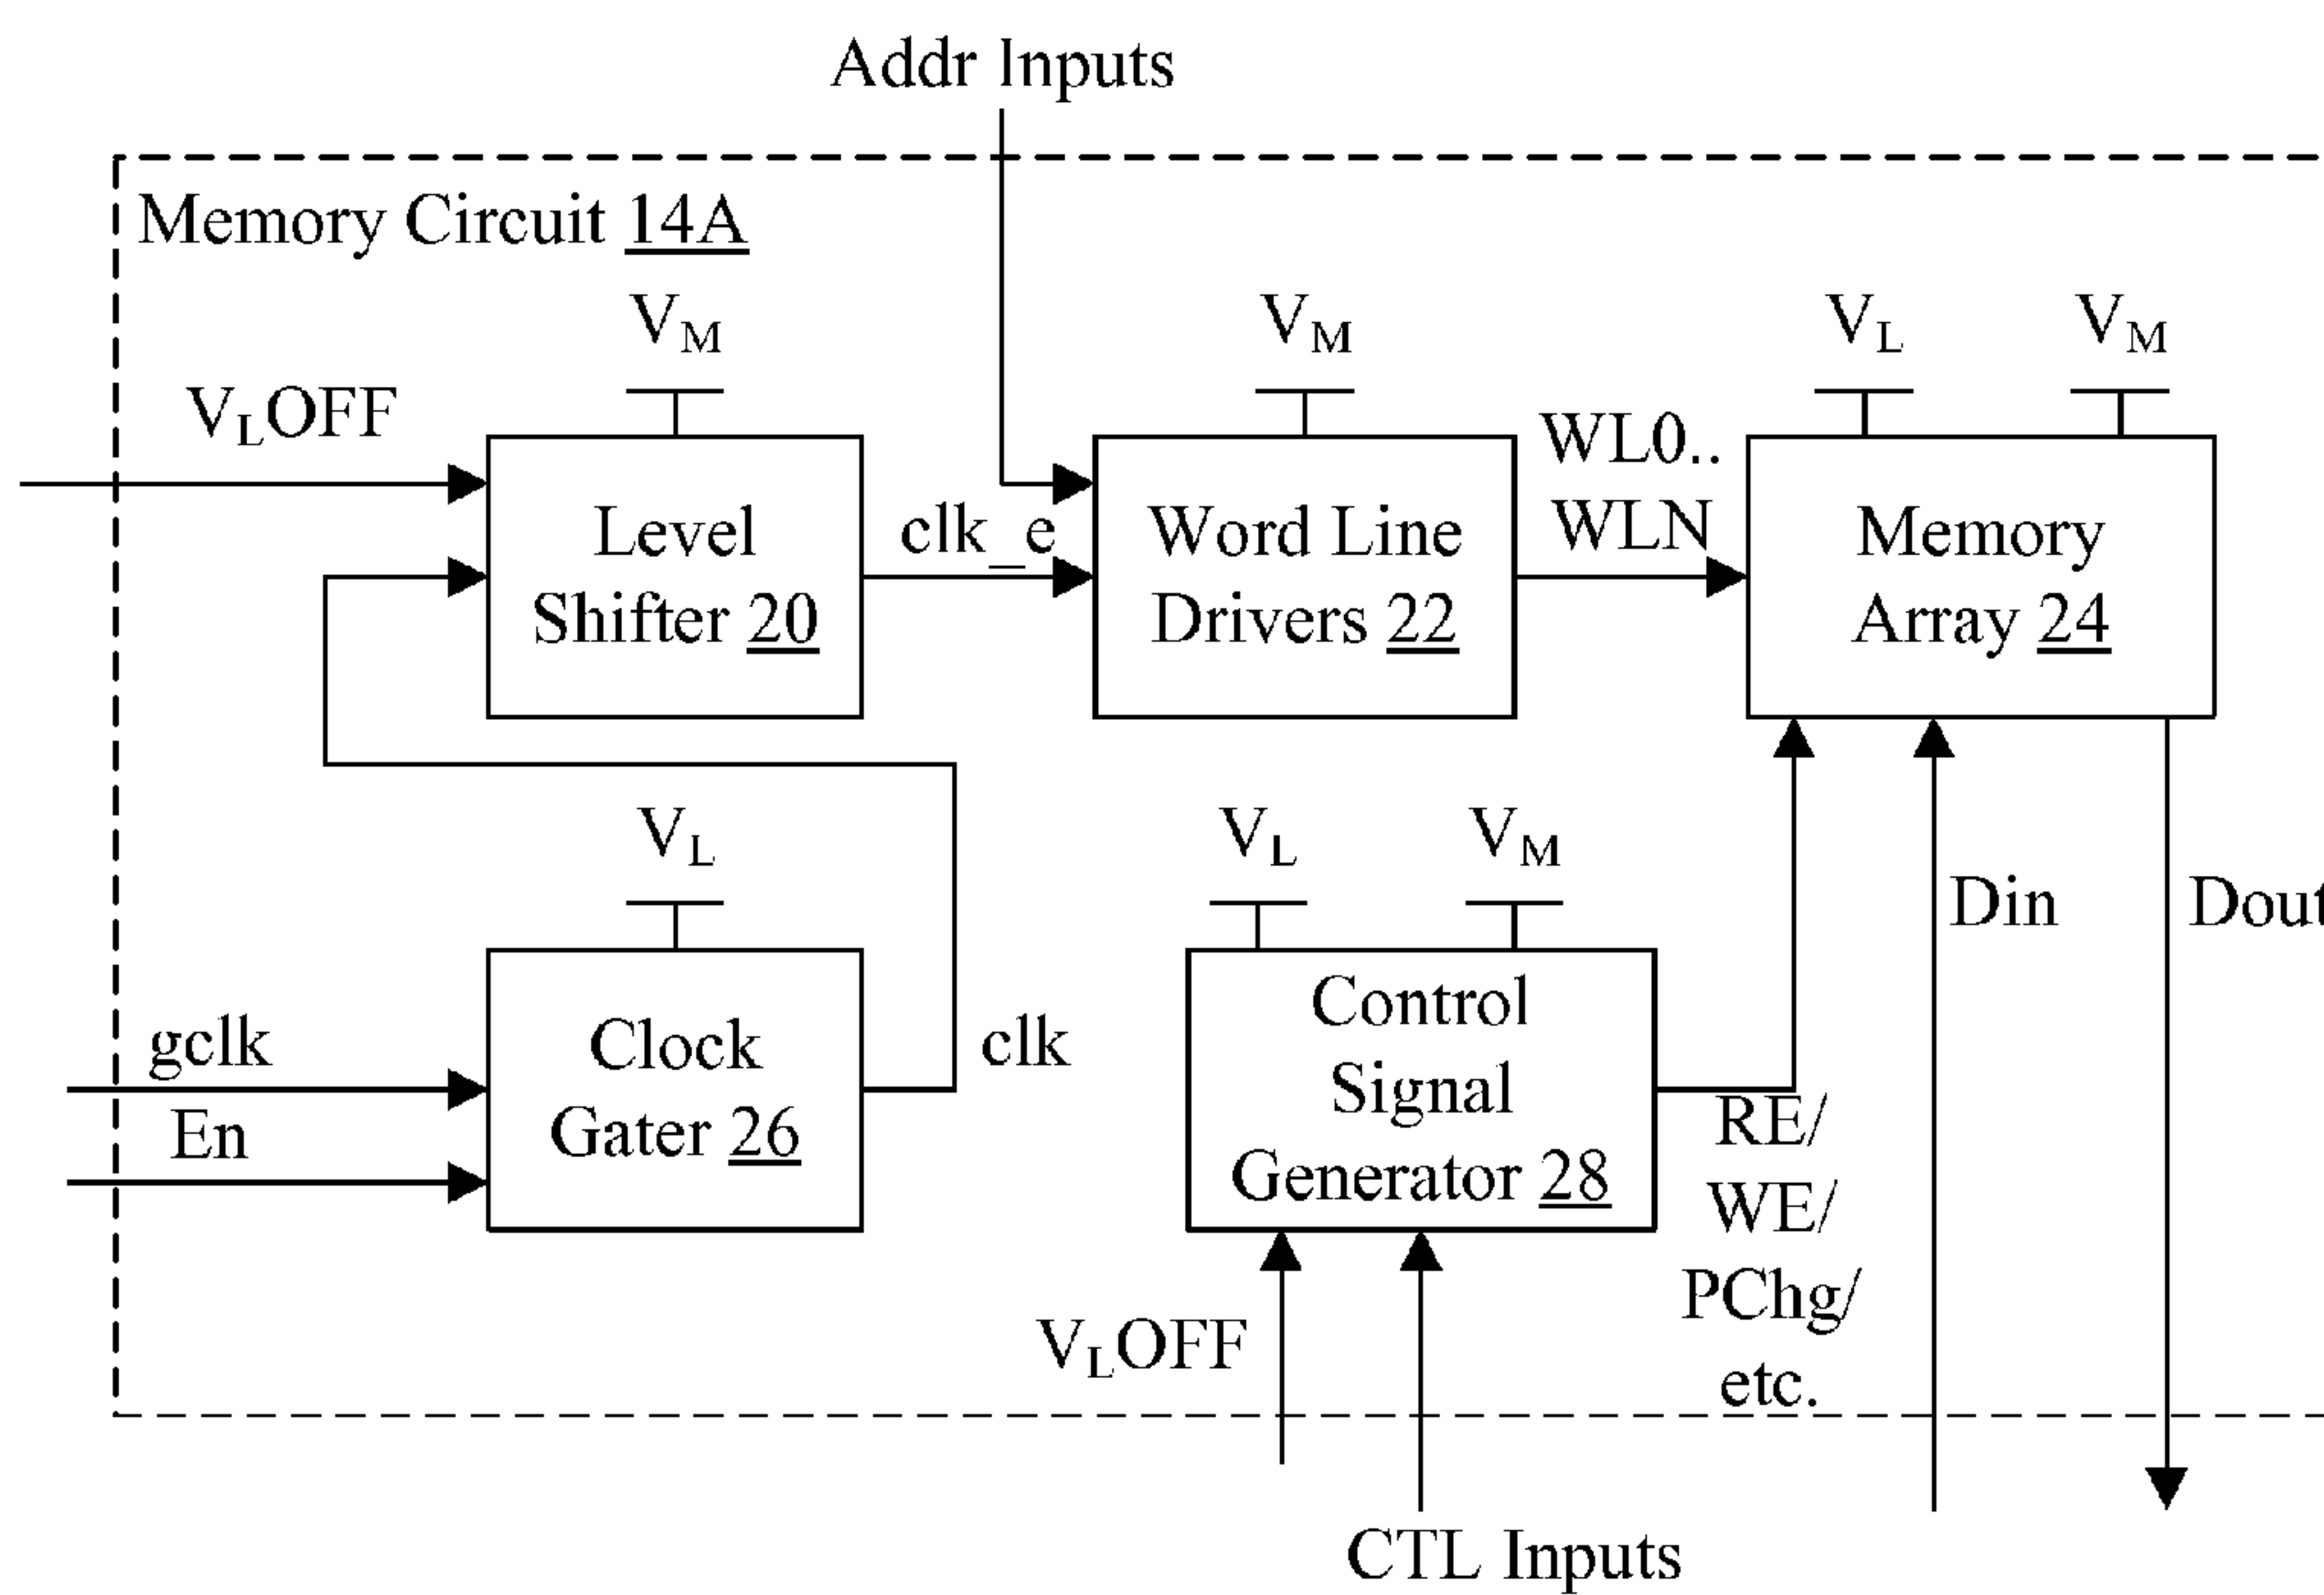 Addr Inputs
Memory Circuit 14A
VM
VM
VL
VM
VLOFF
Level
Shifter 20
clk_e
Word Line
Drivers 22
WL0..
WLN
Memory
Array 24
VL
VL
VM
gclk
En
Clock
Gater 26
clk
Control
Signal
Generator 28
RE/
WE/
PChg/
etc.
Din
Dout
VLOFF
CTL Inputs